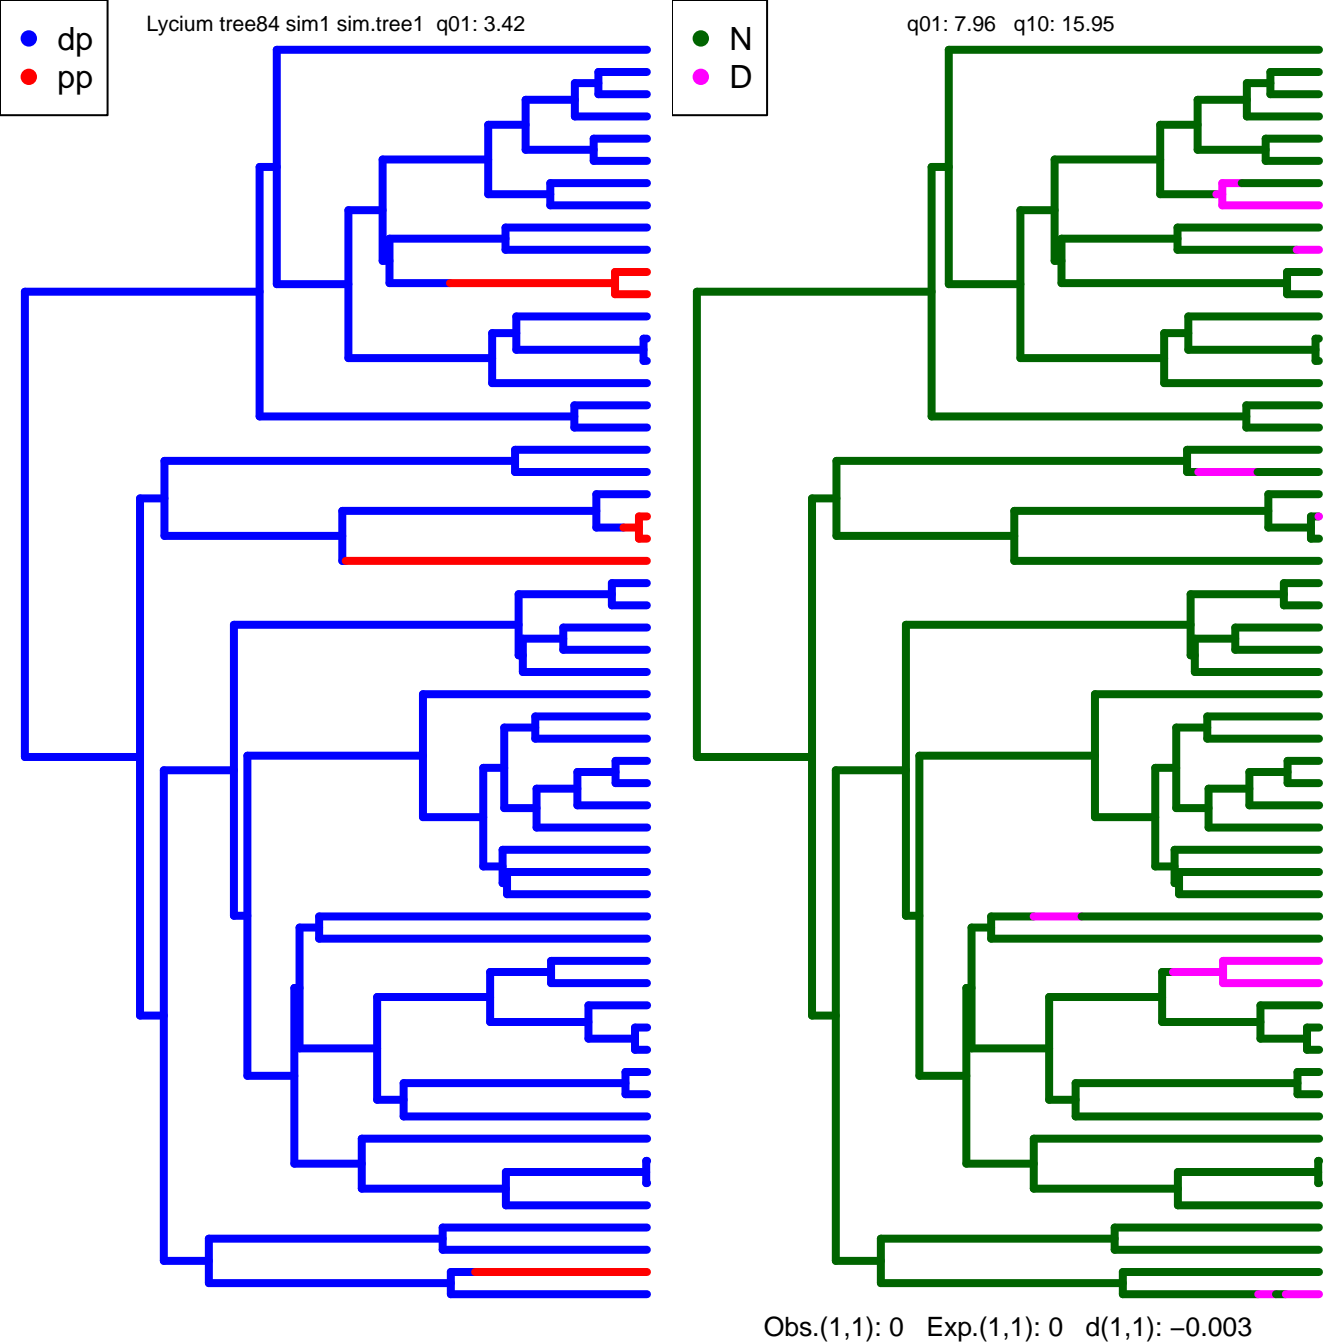 Lycium tree84 sim1 sim.tree1 q01: 3.42
dp
pp
q01: 7.96 q10: 15.95
N
D
Obs.(1,1): 0 Exp.(1,1): 0 d(1,1): −0.003